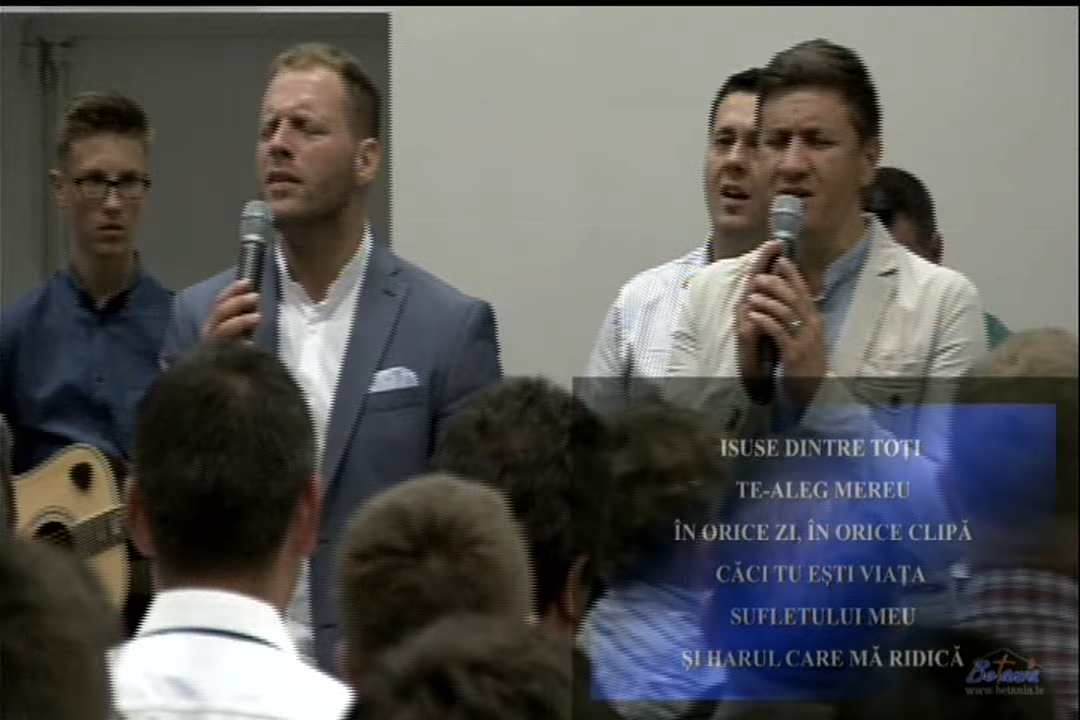 ISUSE DINTRE TOȚI
TE-ALEG MEREU
ÎN ORICE ZI, ÎN ORICE CLIPĂ
CĂCI TU EȘTI VIAȚA
SUFLETULUI MEU
ȘI HARUL CARE MĂ RIDICĂ
Betania
www.betania.ie